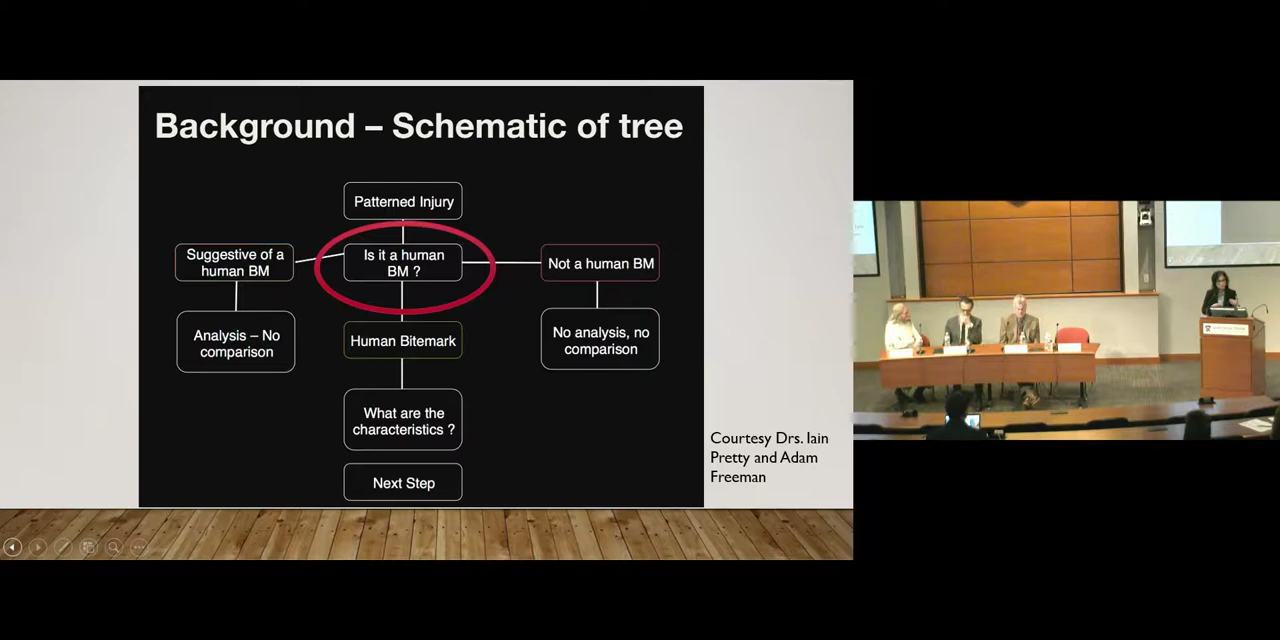 Background – Schematic of tree
Patterned Injury
Suggestive of a
human BM
Is it a human
BM ?
Not a human BM
Analysis – No
comparison
Human Bitemark
No analysis, no
comparison
What are the
characteristics ?
Next Step
Courtesy Drs. Iain
Pretty and Adam
Freeman